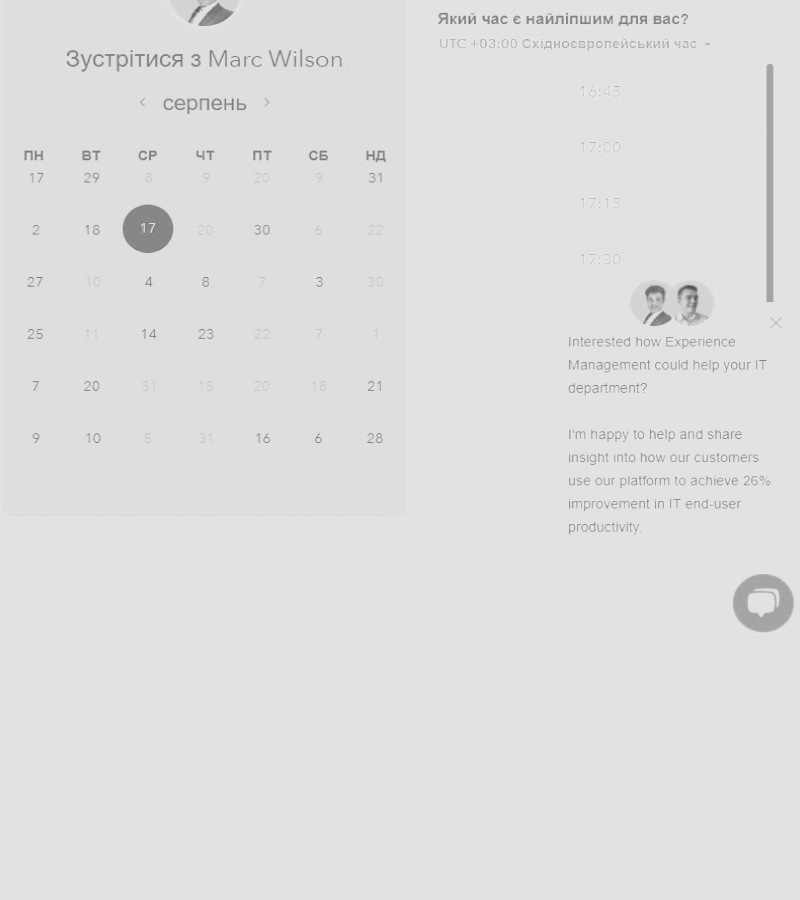 Зустрітися з Marc Wilson
серпень
ПН ВТ СР ЧТ ПТ СБ НД
17 29 8 9 20 9 31
2 18 17 20 30 6 22
27 10 4 8 7 3 30
25 11 14 23 22 7 1
7 20 31 15 20 18 21
9 10 5 31 16 6 28
Який час є найліпшим для вас?
UTC +03:00 Східноєвропейський час
16:45
17:00
17:15
17:30
Interested how Experience
Management could help your IT
department?
I'm happy to help and share
insight into how our customers
use our platform to achieve 26%
improvement in IT end-user
productivity.